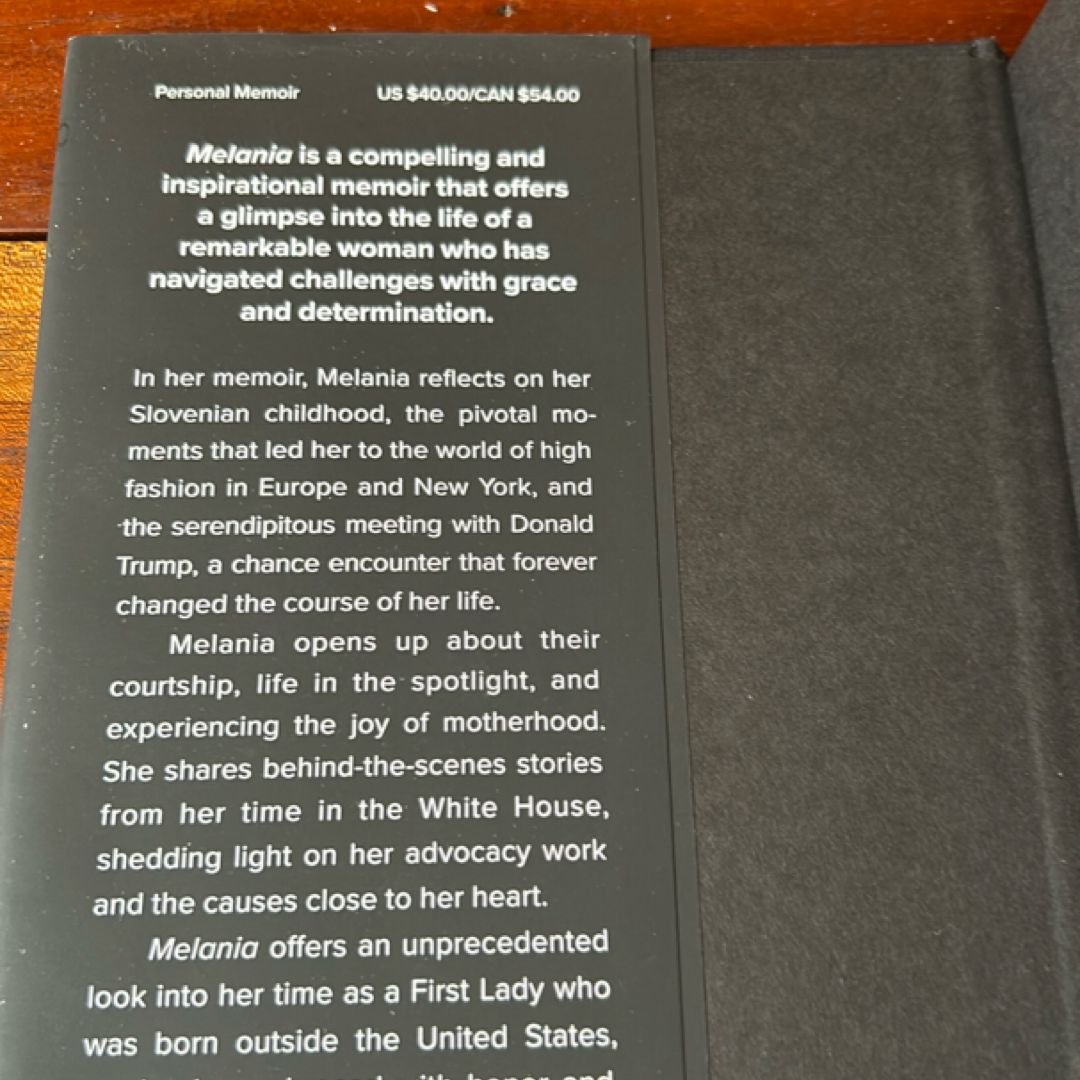 Personal Memoir US $40.00/CAN $54.00
Melania is a compelling and
inspirational memoir that offers
a glimpse into the life of a
remarkable woman who has
navigated challenges with grace
and determination.
In her memoir, Melania reflects on her
Slovenian childhood, the pivotal mo-
ments that led her to the world of high
fashion in Europe and New York, and
the serendipitous meeting with Donald
Trump, a chance encounter that forever
changed the course of her life.
Melania opens up about their
courtship, life in the spotlight, and
experiencing the joy of motherhood.
She shares behind-the-scenes stories
from her time in the White House,
shedding light on her advocacy work
and the causes close to her heart.
Melania offers an unprecedented
look into her time as a First Lady who
was born outside the United States,
with honor and